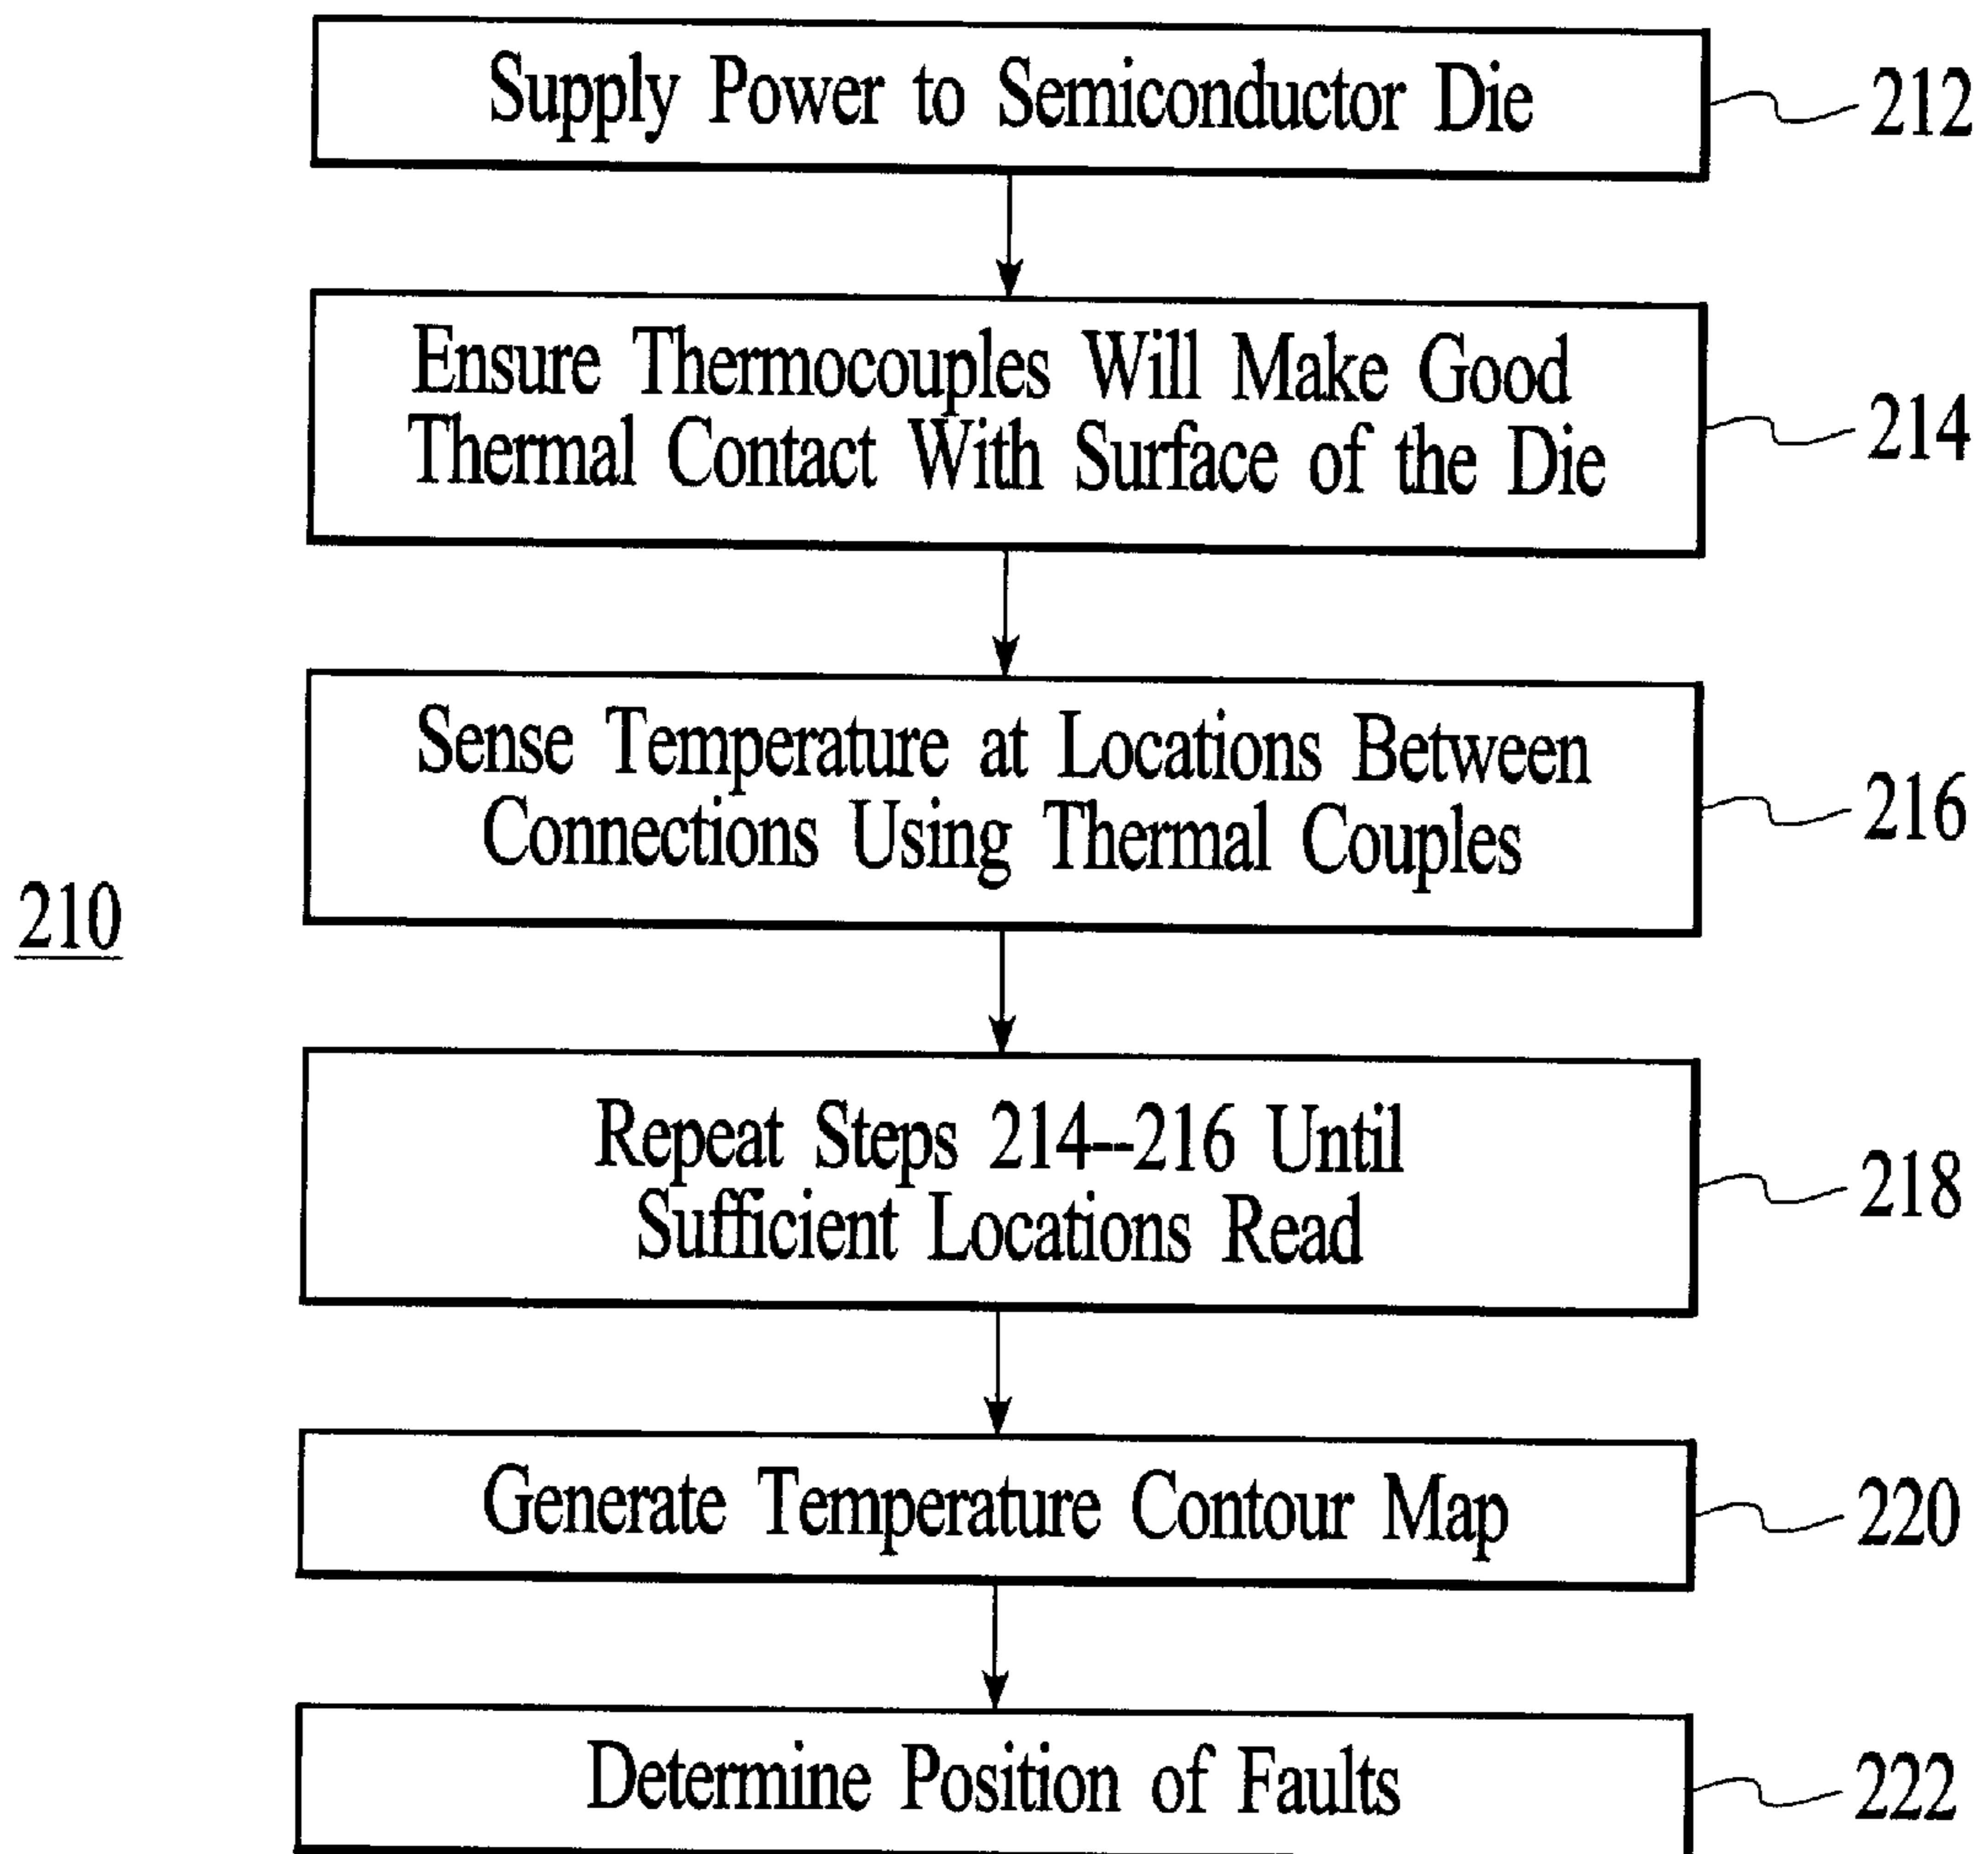 Supply Power to Semiconductor Die
212
Ensure Thermocouples Will Make Good
Thermal Contact With Surface of the Die
214
Sense Temperature at Locations Between
Connections Using Thermal Couples
216
210
Repeat Steps 214--216 Until
Sufficient Locations Read
218
Generate Temperature Contour Map
220
Determine Position of Faults
222